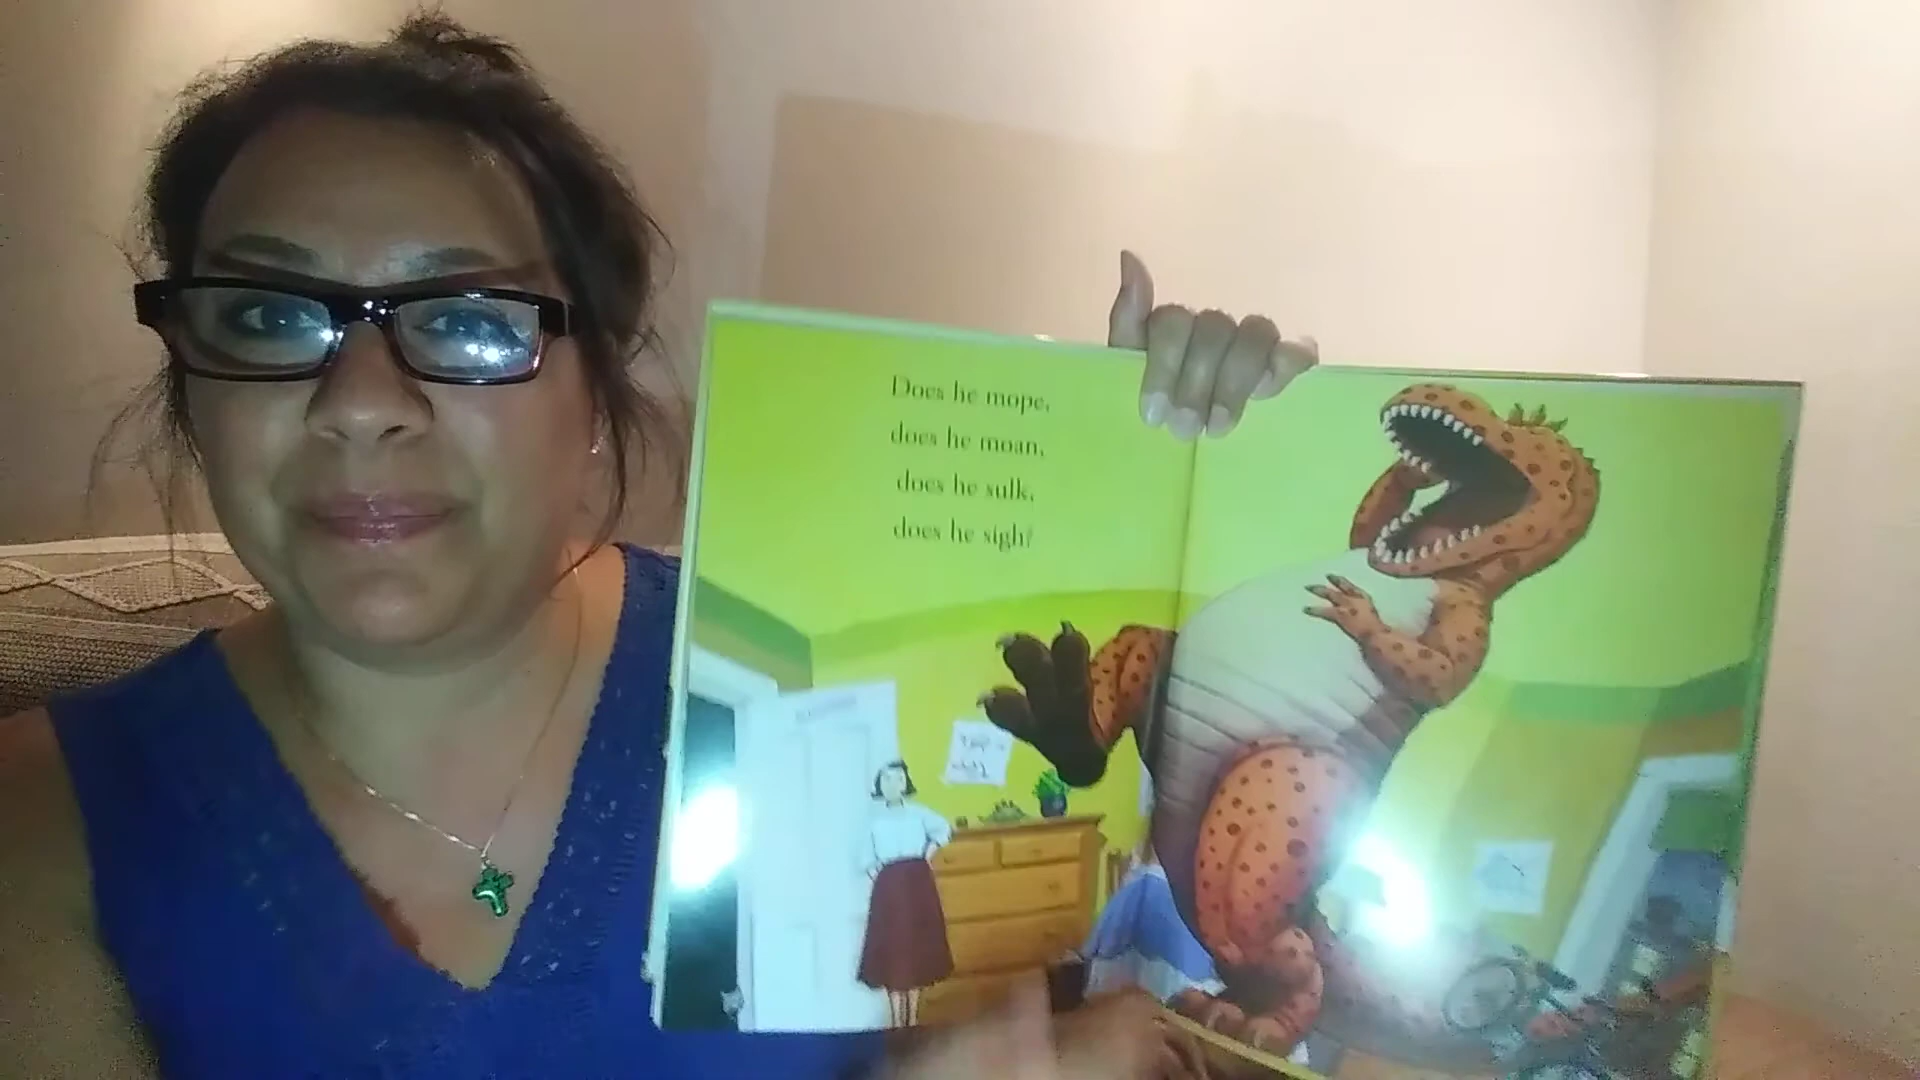 Does he mope,
does he moan,
does he sulk,
does he sigh?